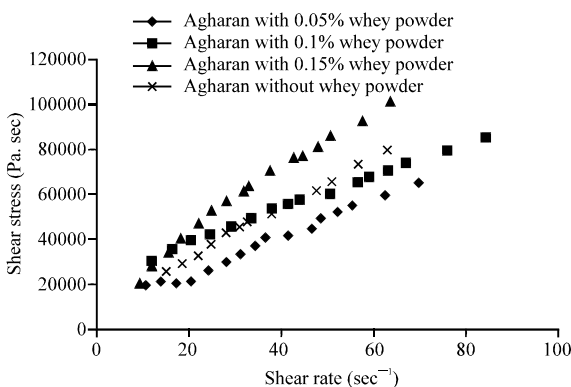 Agharan with 0.05% whey powder
Agharan with 0.1% whey powder
Agharan with 0.15% whey powder
Agharan without whey powder
120000
100000
80000
60000
40000
20000
0
Shear stress (Pa. sec)
0 20 40 60 80 100
Shear rate (sec⁻¹)